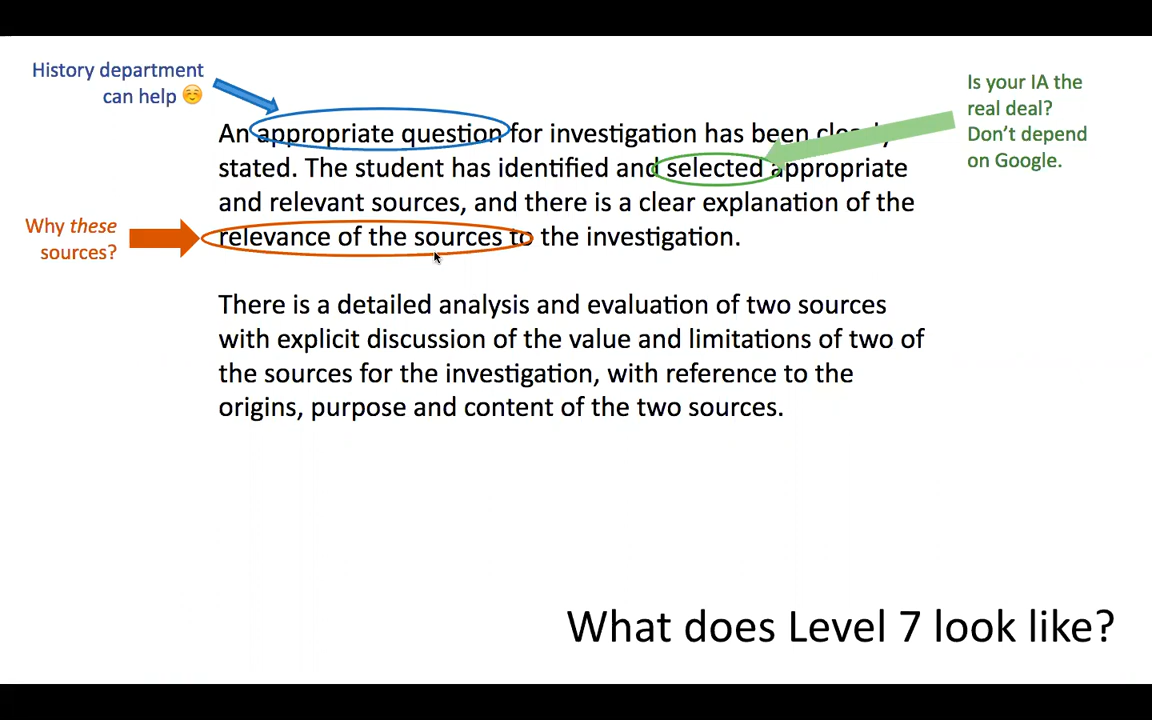 History department
can help ☺️
Is your IA the
real deal?
Don't depend
on Google.
An appropriate question for investigation has been clearly
stated. The student has identified and selected appropriate
and relevant sources, and there is a clear explanation of the
relevance of the sources to the investigation.
Why these
sources?
There is a detailed analysis and evaluation of two sources
with explicit discussion of the value and limitations of two of
the sources for the investigation, with reference to the
origins, purpose and content of the two sources.
What does Level 7 look like?